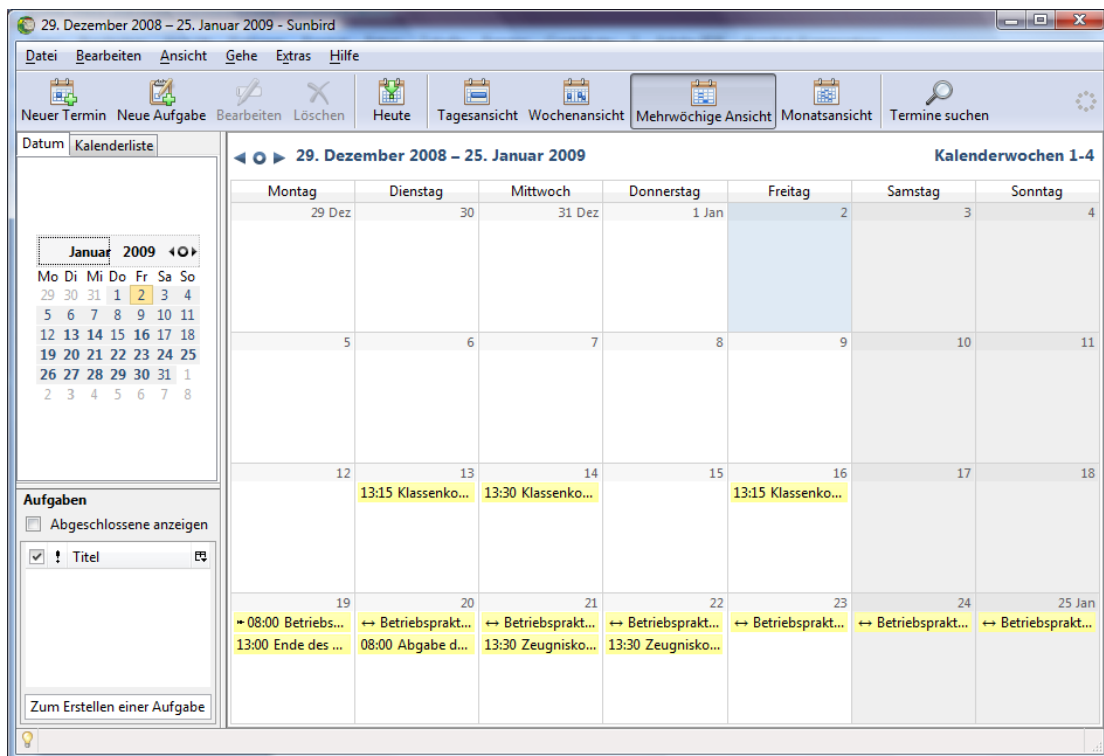 29. Dezember 2008 – 25. Januar 2009 - Sunbird
Datei Bearbeiten Ansicht Gehe Extras Hilfe
Neuer Termin Neue Aufgabe Bearbeiten Löschen Heute Tagesansicht Wochenansicht Mehrwöchige Ansicht Monatsansicht Termine suchen
Datum Kalenderliste
Januar 2009
Mo Di Mi Do Fr Sa So
29 30 31 1 2 3 4
5 6 7 8 9 10 11
12 13 14 15 16 17 18
19 20 21 22 23 24 25
26 27 28 29 30 31 1
2 3 4 5 6 7 8
Aufgaben
Abgeschlossene anzeigen
! Titel
Zum Erstellen einer Aufgabe
29. Dezember 2008 – 25. Januar 2009 Kalenderwochen 1-4
Montag Dienstag Mittwoch Donnerstag Freitag Samstag Sonntag
29 Dez 30 31 Dez 1 Jan 2 3 4
5 6 7 8 9 10 11
12 13 14 15 16 17 18
13:15 Klassenko... 13:30 Klassenko... 13:15 Klassenko...
19 20 21 22 23 24 25 Jan
08:00 Betriebs... ↔ Betriebsprakt... ↔ Betriebsprakt... ↔ Betriebsprakt... ↔ Betriebsprakt... ↔ Betriebsprakt... ↔ Betriebsprakt...
13:00 Ende des ... 08:00 Abgabe d... 13:30 Zeugnisko... 13:30 Zeugnisko...